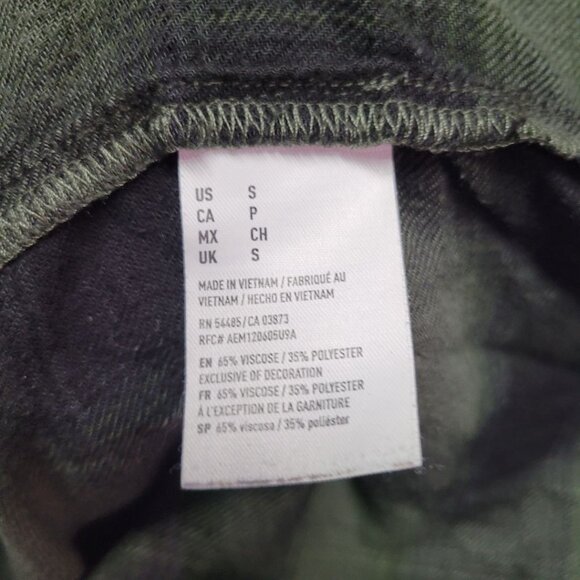 US S
CA P
MX CH
UK S
MADE IN VIETNAM / FABRIQUÉ AU
VIETNAM / HECHO EN VIETNAM
RN 54485 / CA 03873
RFC# AEM120605U9A
EN 65% VISCOSE / 35% POLYESTER
EXCLUSIVE OF DECORATION
FR 65% VISCOSE / 35% POLYESTER
À L'EXCEPTION DE LA GARNITURE
SP 65% viscosa / 35% poliéster